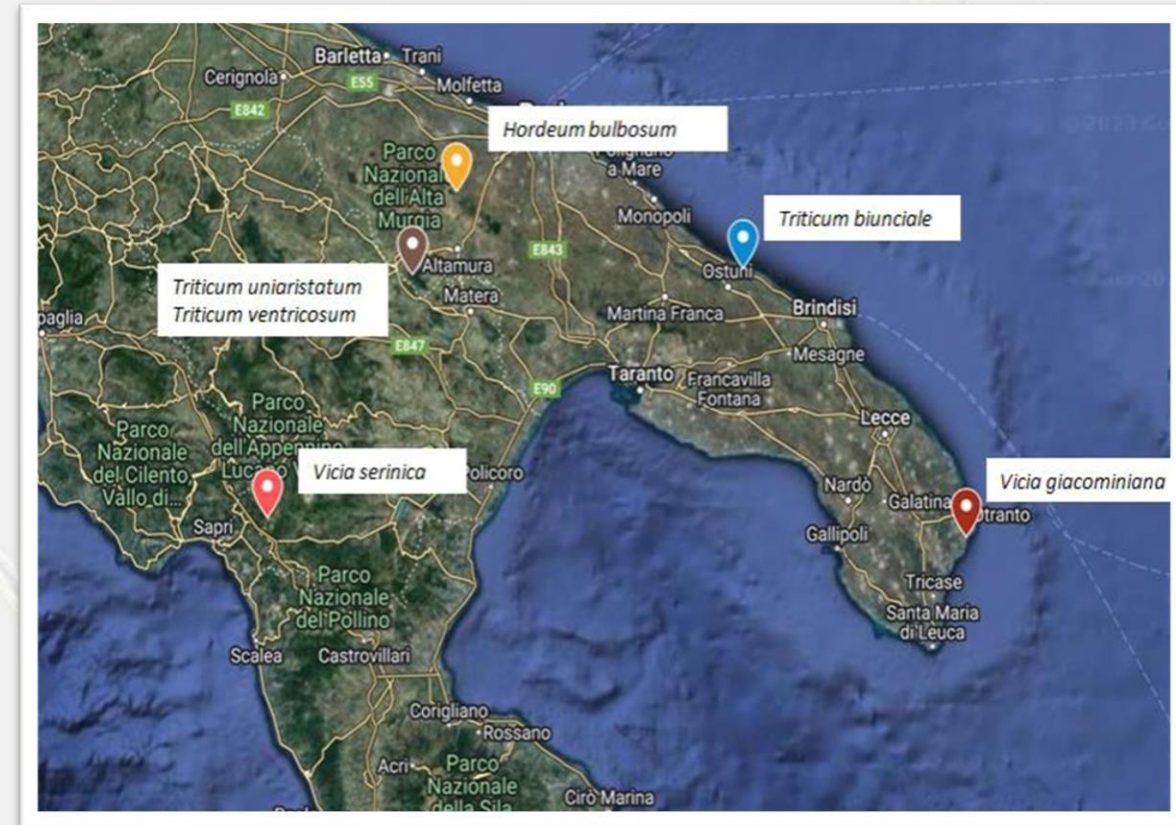 Barletta Trani
Cerignola
E55
Molfetta
E842
Hordeum bulbosum
Parco
Nazionale
dell'Alta
Murgia
a Mare
Monopoli
Triticum biunciale
E843
Altamura
Ostuni
Triticum uniaristatum
Triticum ventricosum
Matera
Martina Franca
Brindisi
paglia
E847
Mesagne
Taranto
Francavilla
Fontana
E90
Parco
Nazionale
dell'Appennino
Lucano
Parco
Nazionale
del Cilento
Vallo di...
Lecce
Vicia serinica
Policoro
Vicia giacominiana
Nardò
Galatina
Otranto
Sapri
Gallipoli
Parco
Nazionale
del Pollino
Tricase
Santa Maria
di Leuca
Scalea
Castrovillari
Corigliano
Rossano
Acri
Parco
Nazionale
della Sila
Cirò Marina